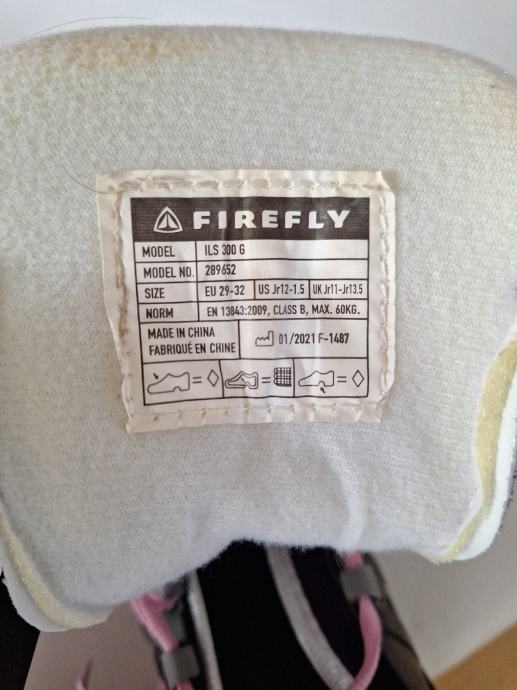 FIREFLY
MODEL ILS 300 G
MODEL NO. 289652
SIZE EU 29-32 US Jr12-1.5 UK Jr11-Jr13.5
NORM EN 13843:2009, CLASS B, MAX. 60KG.
MADE IN CHINA
FABRIQUÉ EN CHINE
01/2021 F-1487
= = =